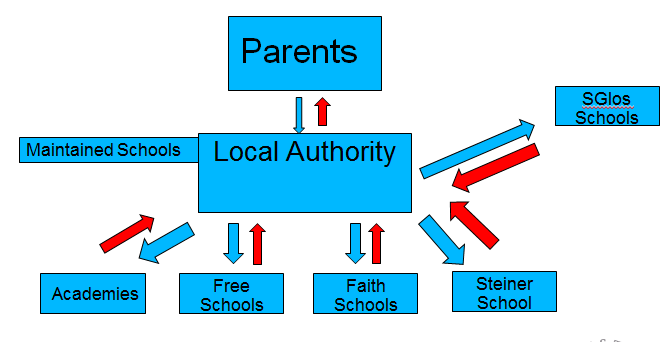 Parents
SGlos
Schools
Maintained Schools
Local Authority
Academies
Free
Schools
Faith
Schools
Steiner
School